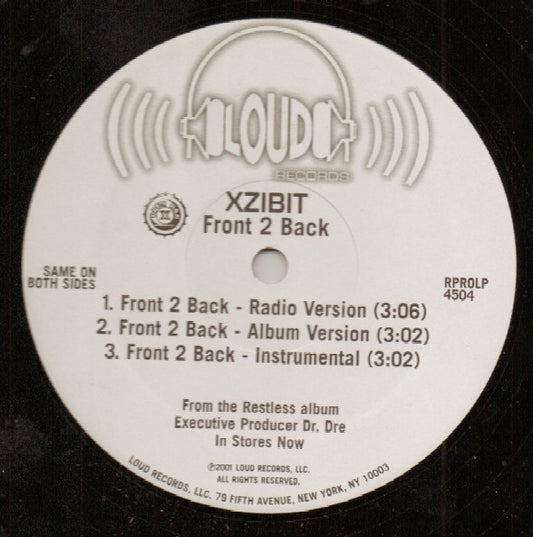 LOUD
RECORDS
XZIBIT
Front 2 Back
SAME ON
BOTH SIDES
RPROLP
4504
1. Front 2 Back - Radio Version (3:06)
2. Front 2 Back - Album Version (3:02)
3. Front 2 Back - Instrumental (3:02)
From the Restless album
Executive Producer Dr. Dre
In Stores Now
℗2001 LOUD RECORDS, LLC.
ALL RIGHTS RESERVED.
LOUD RECORDS, LLC. 79 FIFTH AVENUE, NEW YORK, NY 10003